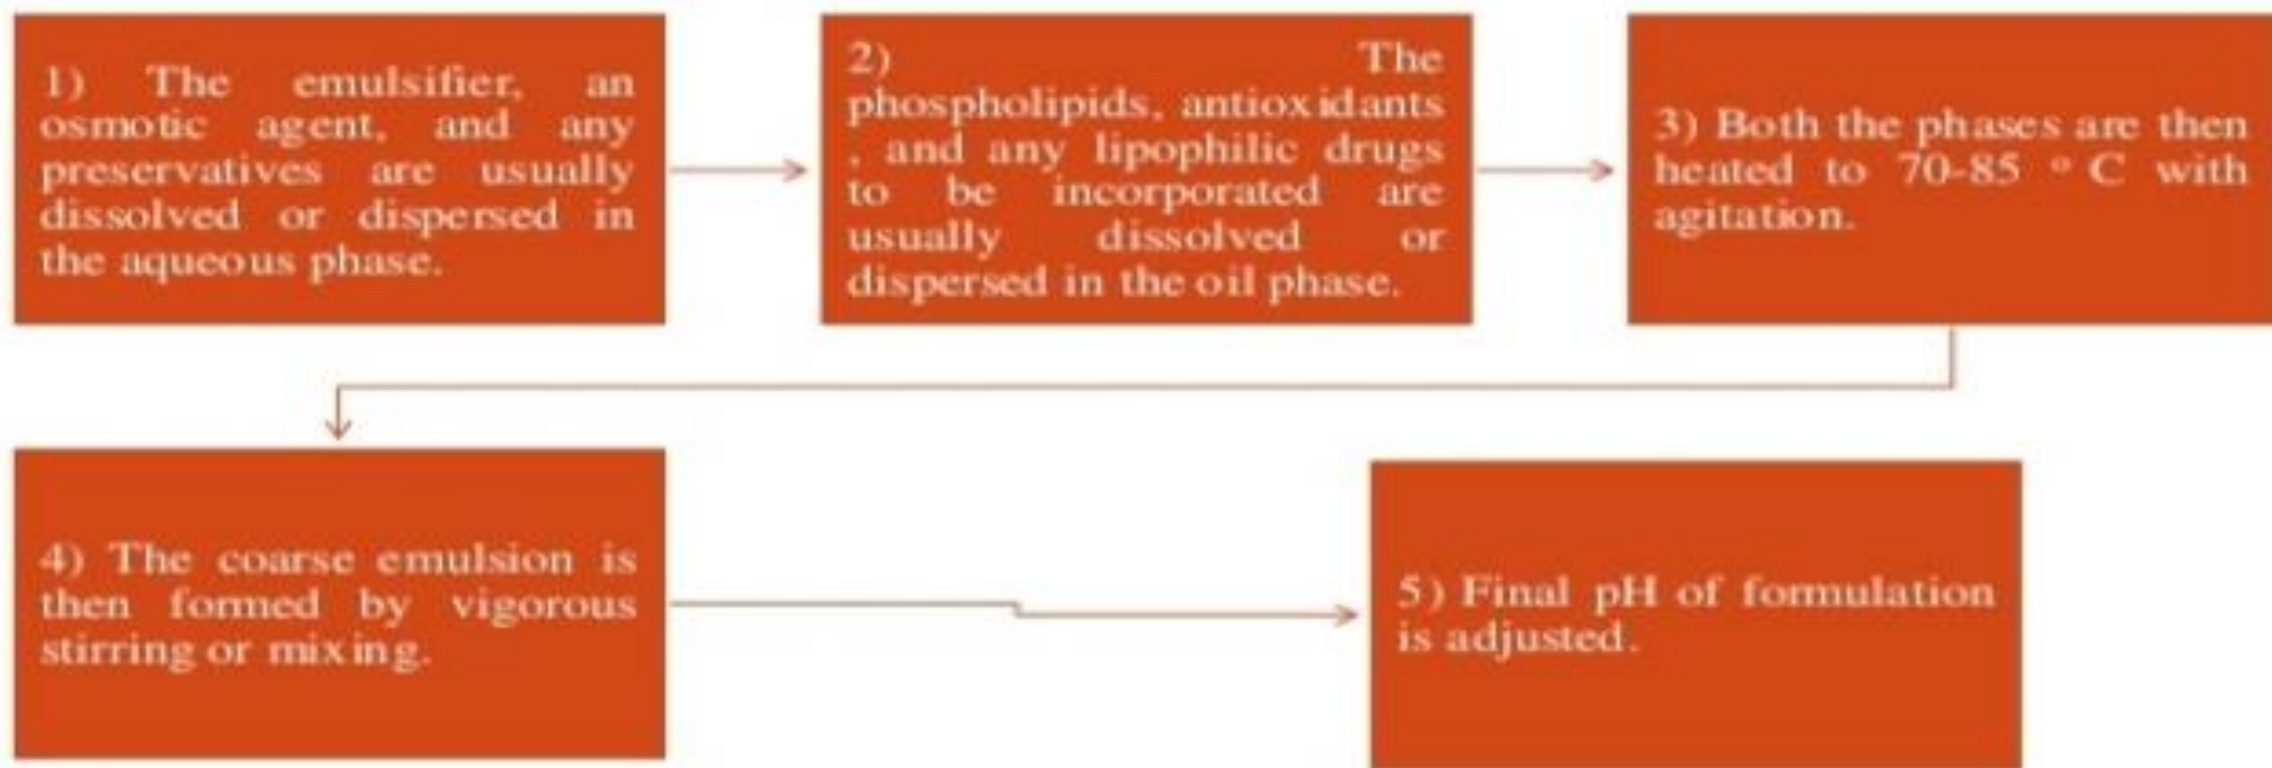 1) The emulsifier, an
osmotic agent, and any
preservatives are usually
dissolved or dispersed in
the aqueous phase.
2) The
phospholipids, antioxidants
, and any lipophilic drugs
to be incorporated are
usually dissolved or
dispersed in the oil phase.
3) Both the phases are then
heated to 70-85 ° C with
agitation.
4) The coarse emulsion is
then formed by vigorous
stirring or mixing.
5) Final pH of formulation
is adjusted.